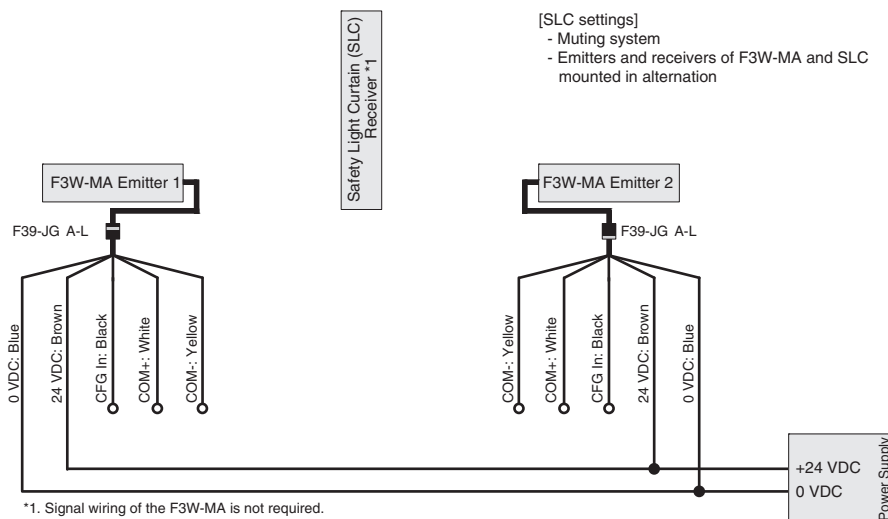 [SLC settings]
- Muting system
- Emitters and receivers of F3W-MA and SLC
mounted in alternation
Safety Light Curtain (SLC)
Receiver *1
F3W-MA Emitter 1
F3W-MA Emitter 2
F39-JG A-L
F39-JG A-L
0 VDC: Blue
24 VDC: Brown
CFG In: Black
COM+: White
COM-: Yellow
COM-: Yellow
COM+: White
CFG In: Black
24 VDC: Brown
0 VDC: Blue
+24 VDC
0 VDC
Power Supply
*1. Signal wiring of the F3W-MA is not required.